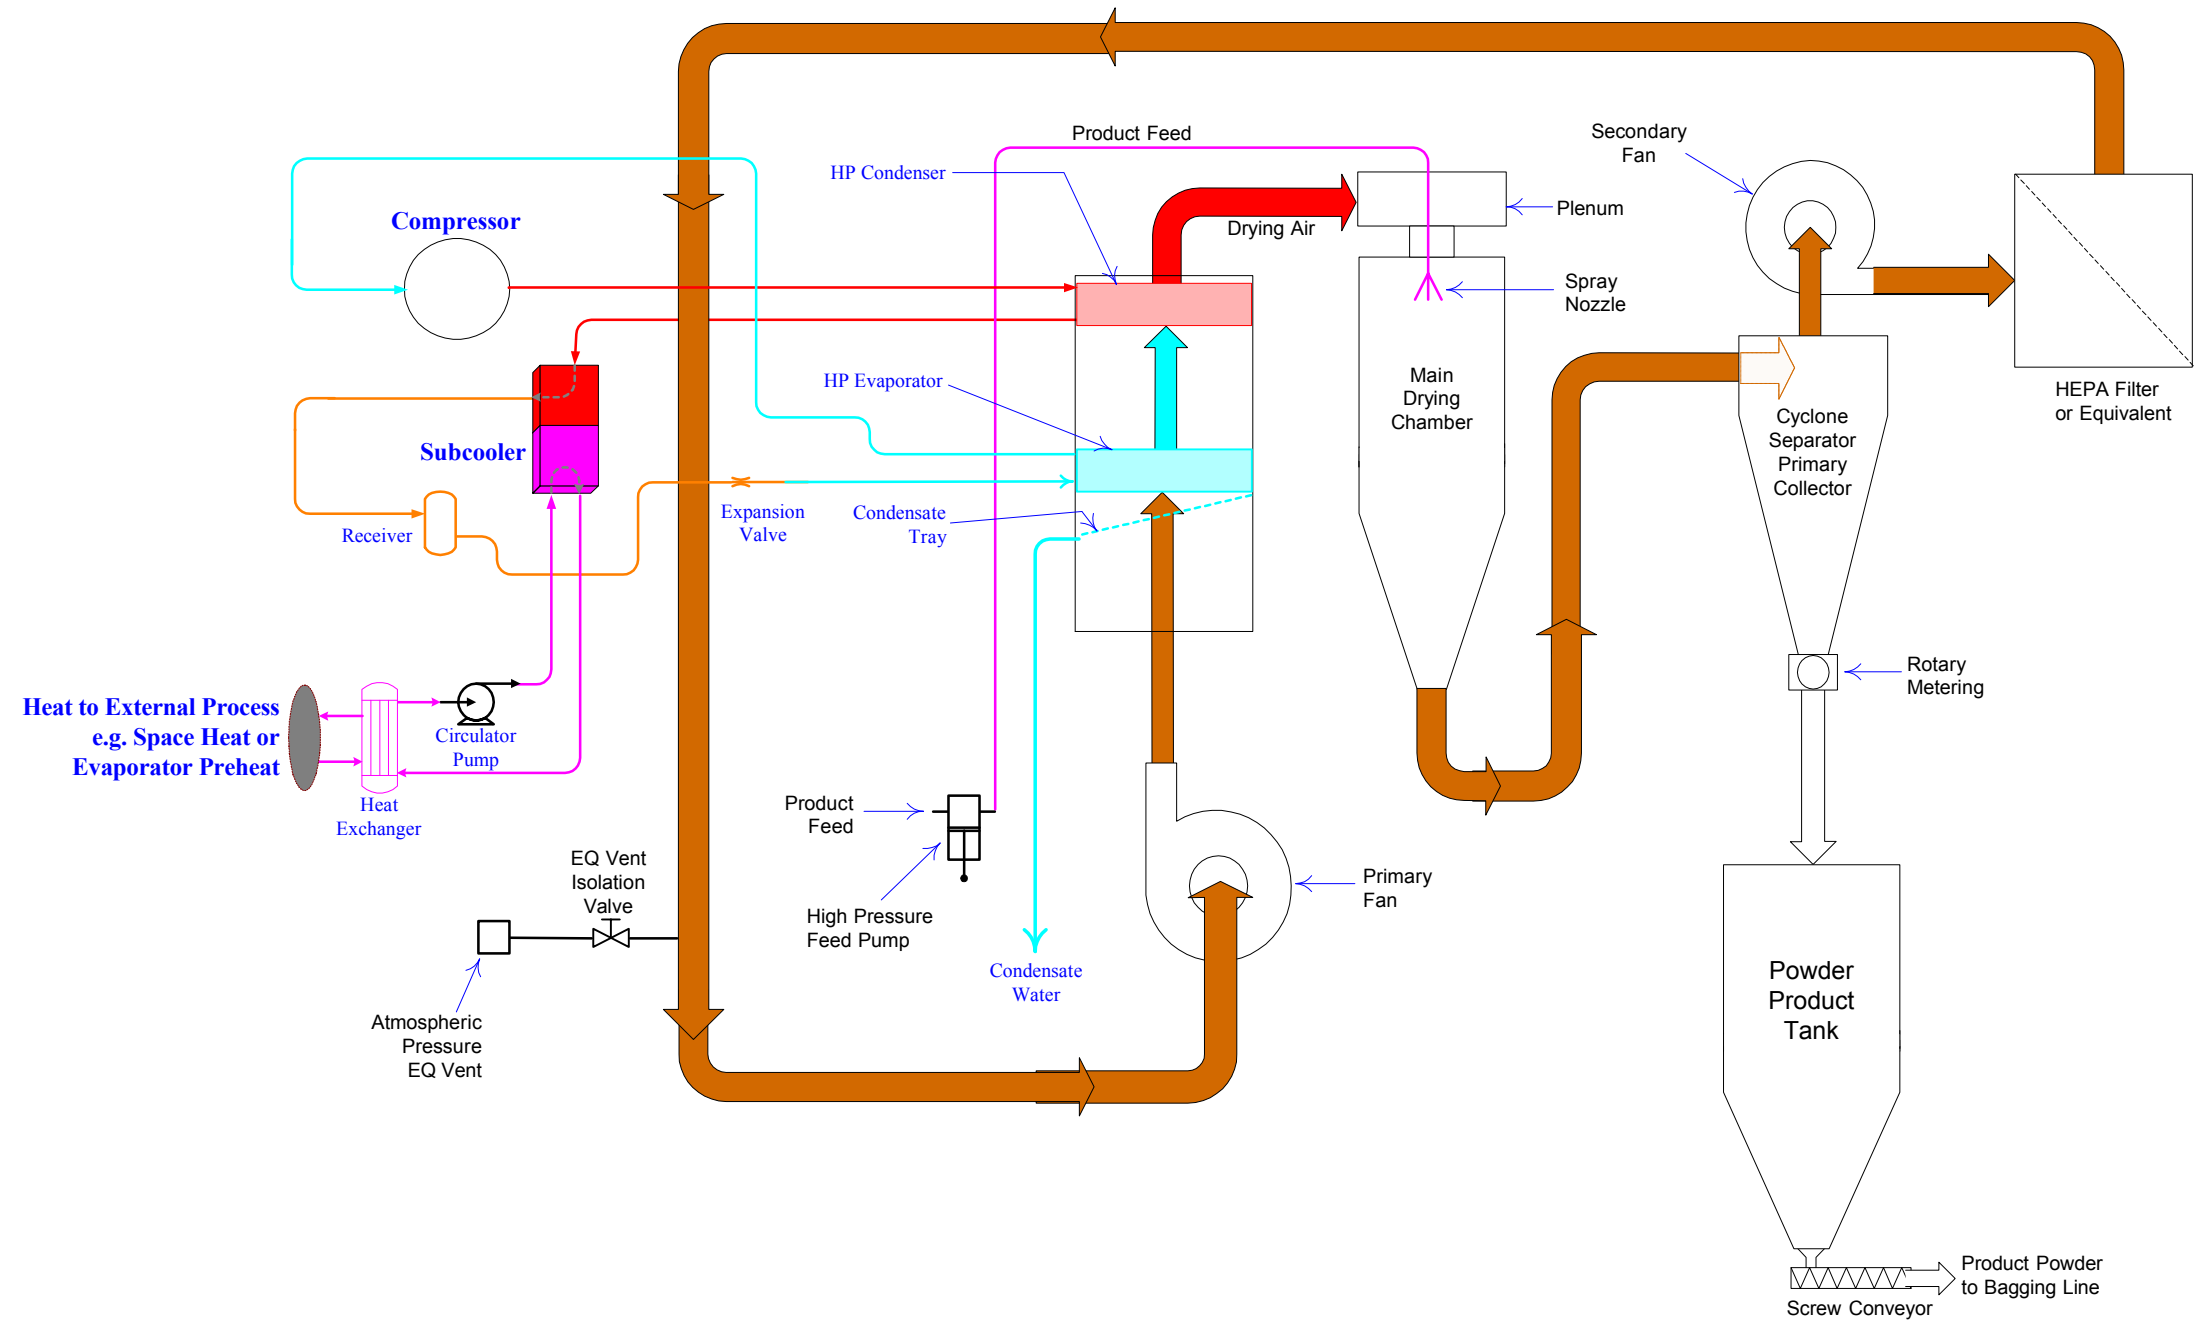 Product Feed
Secondary
Fan
HP Condenser
Plenum
Compressor
Drying Air
Spray
Nozzle
HP Evaporator
Main
Drying
Chamber
HEPA Filter
or Equivalent
Cyclone
Separator
Primary
Collector
Subcooler
Receiver
Expansion
Valve
Condensate
Tray
Rotary
Metering
Heat to External Process
e.g. Space Heat or
Evaporator Preheat
Circulator
Pump
Heat
Exchanger
Product
Feed
EQ Vent
Isolation
Valve
High Pressure
Feed Pump
Primary
Fan
Condensate
Water
Powder
Product
Tank
Atmospheric
Pressure
EQ Vent
Product Powder
to Bagging Line
Screw Conveyor